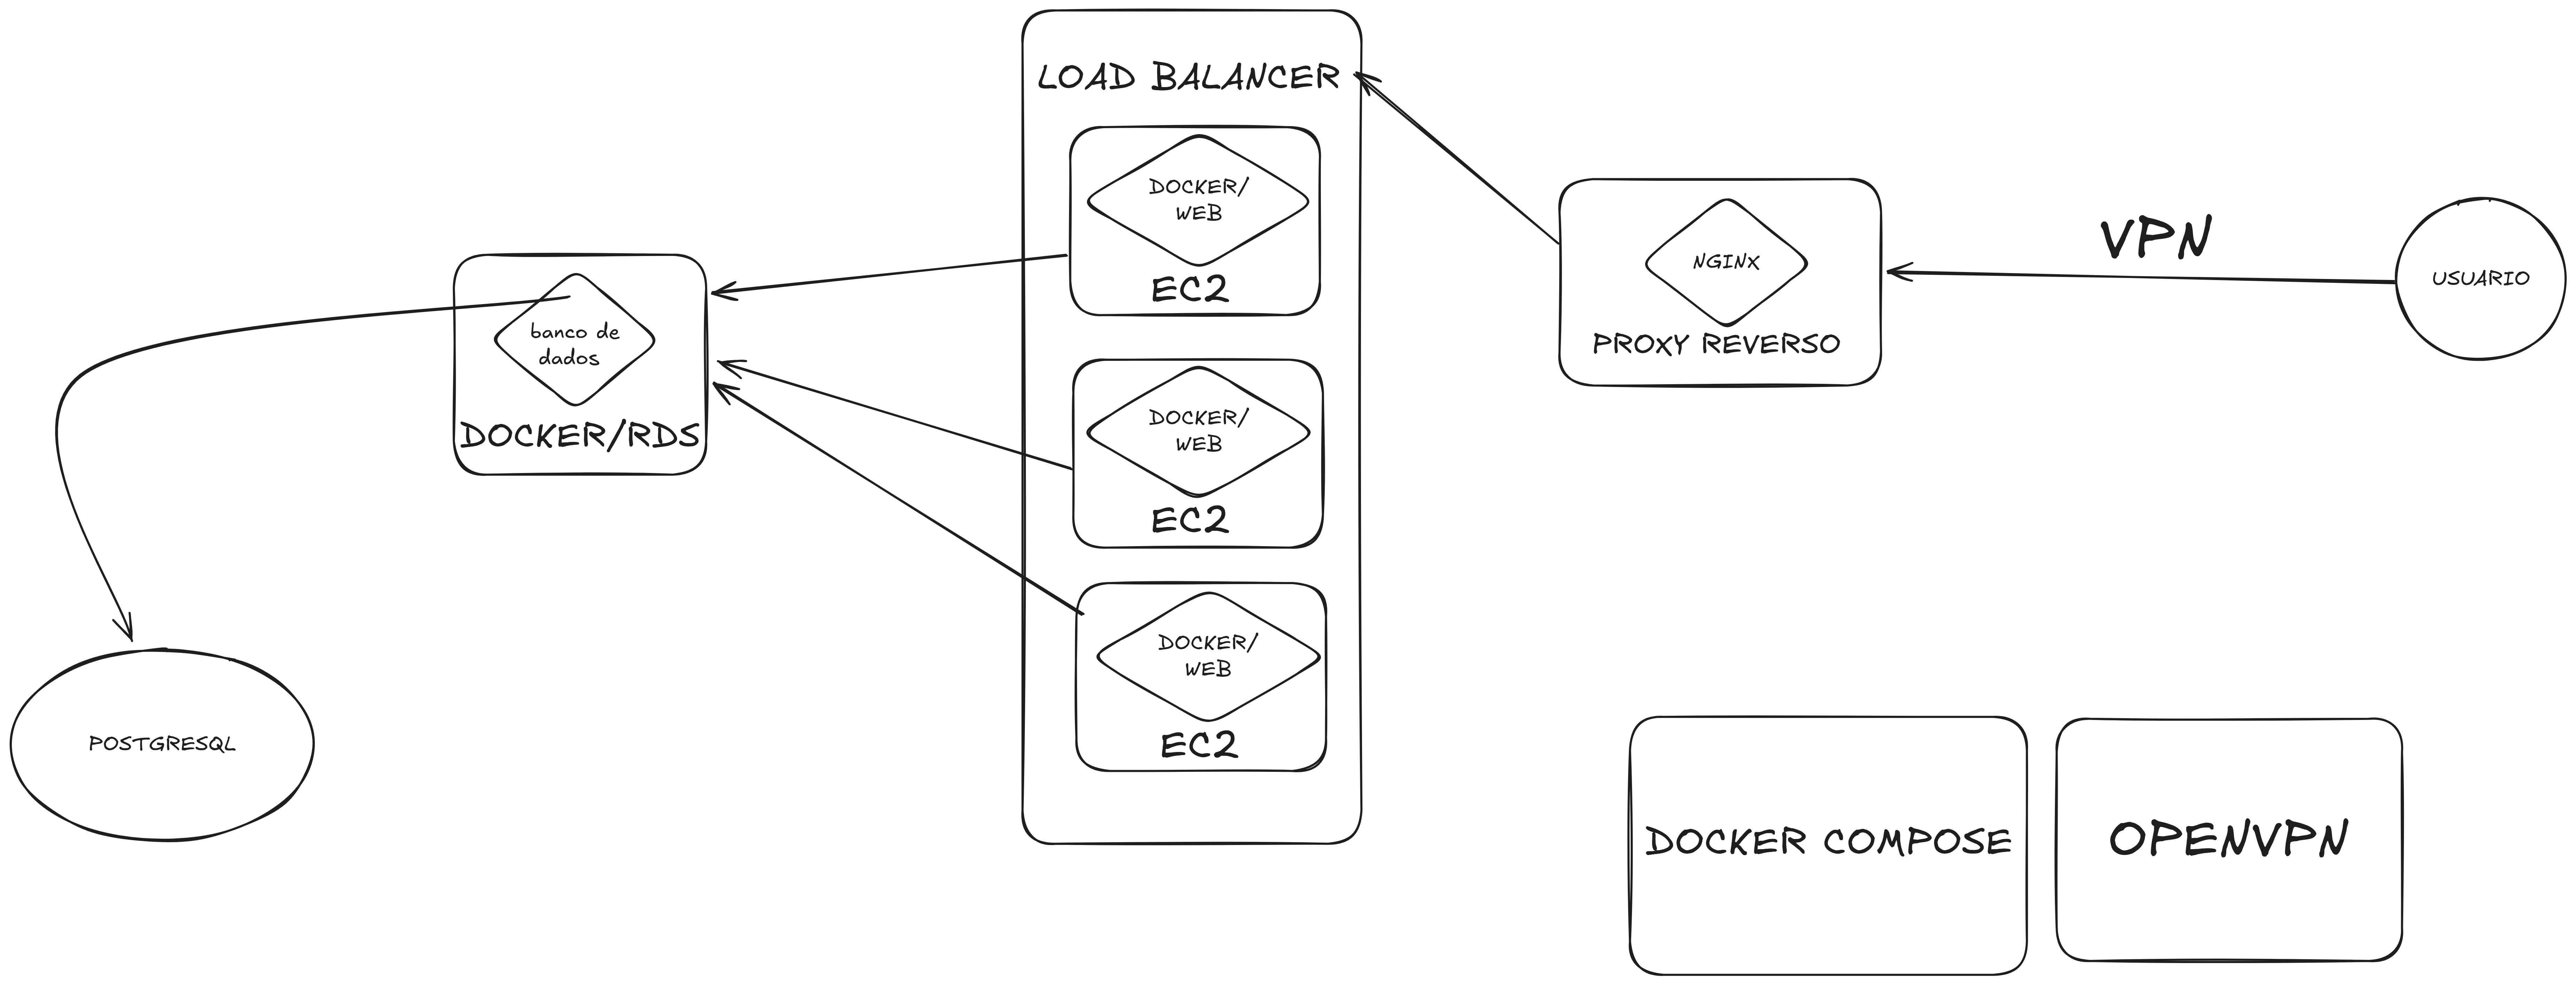 LOAD BALANCER
DOCKER/
WEB
EC2
DOCKER/
WEB
EC2
DOCKER/
WEB
EC2
NGINX
PROXY REVERSO
VPN
USUARIO
banco de
dados
DOCKER/RDS
POSTGRESQL
DOCKER COMPOSE
OPENVPN